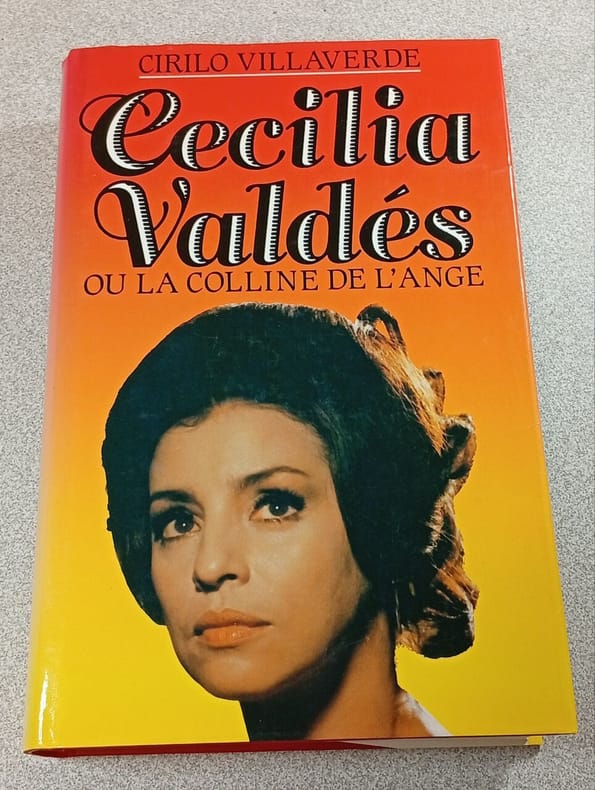 CIRILO VILLAVERDE
Cecilia
Valdés
OU LA COLLINE DE L'ANGE